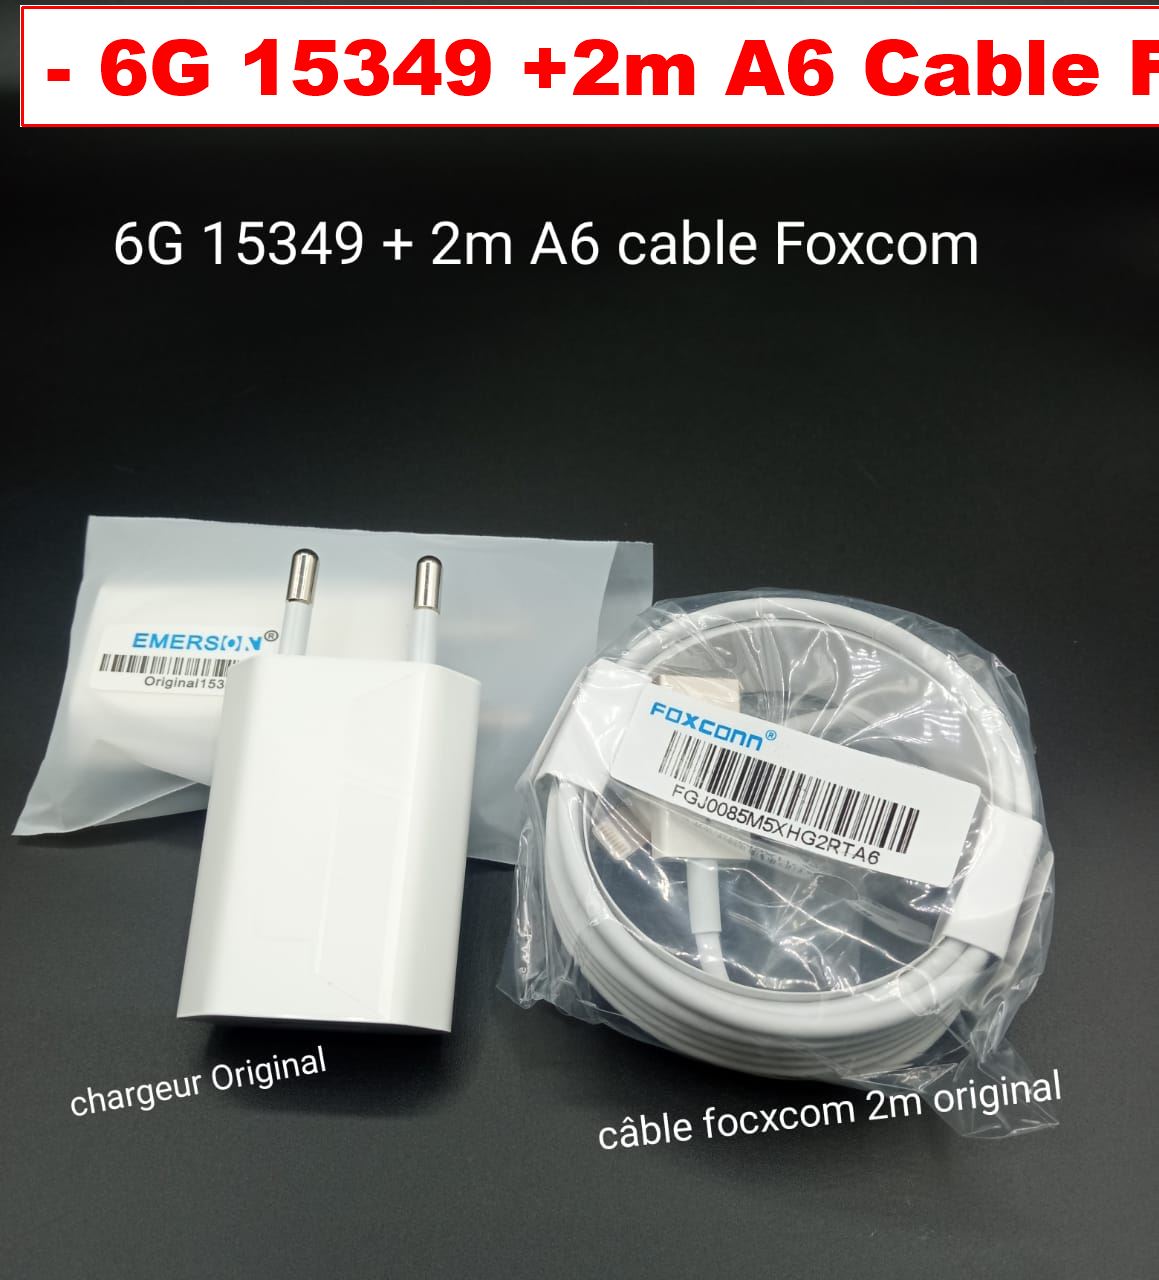 - 6G 15349 +2m A6 Cable F
6G 15349 + 2m A6 cable Foxcom
EMERSON®
Original153
FOXCONN®
FGJ0085M5XHG2RTA6
chargeur Original
câble focxcom 2m original